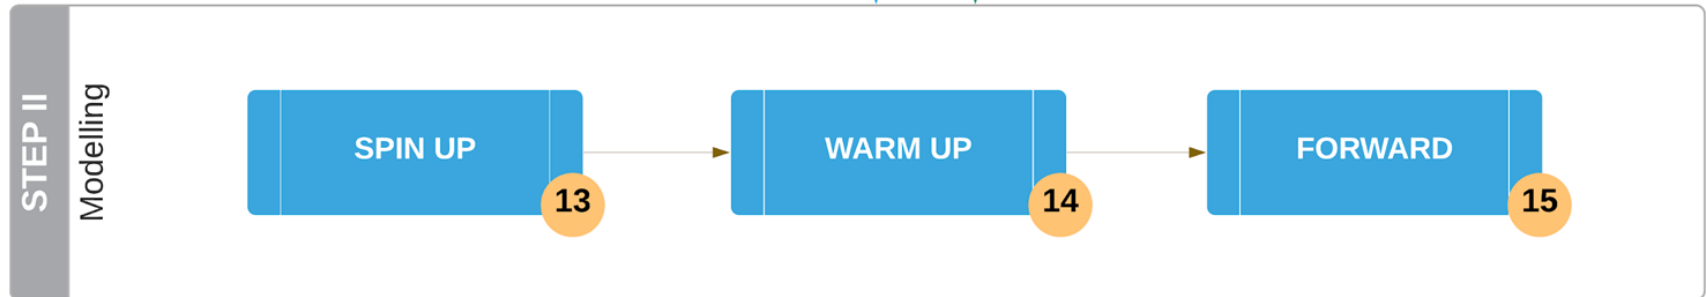 STEP II
Modelling
SPIN UP
13
WARM UP
14
FORWARD
15